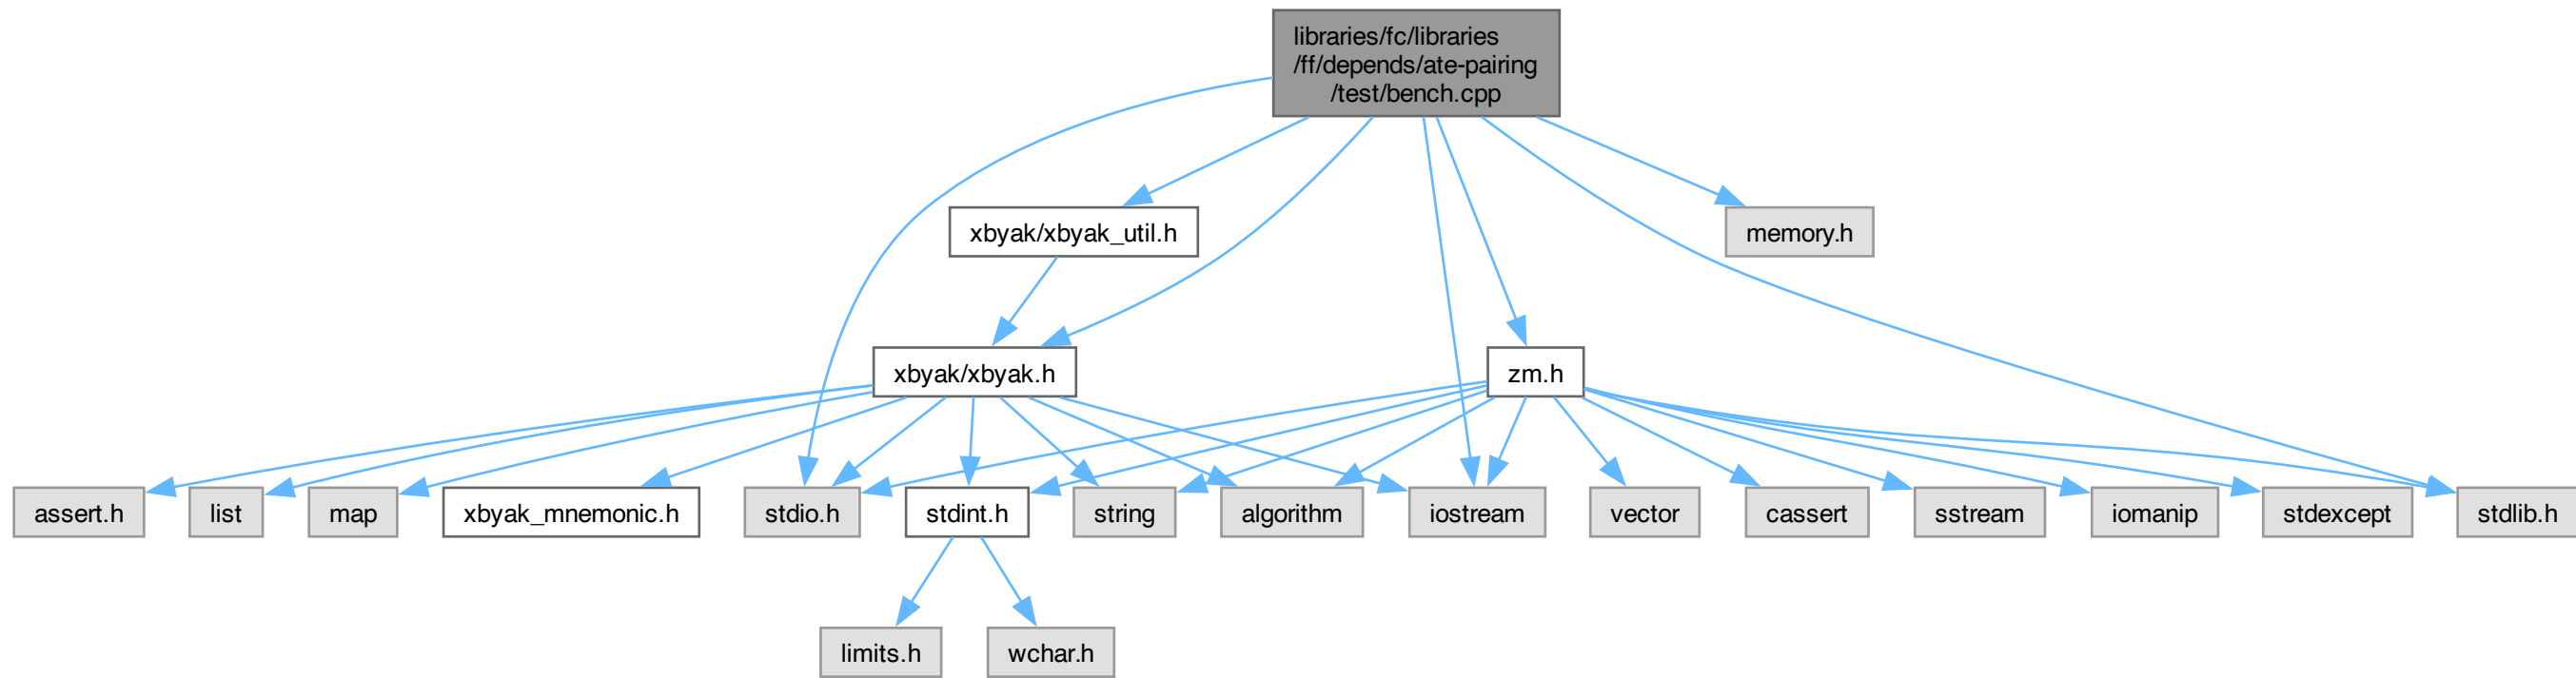 libraries/fc/libraries
/ff/depends/ate-pairing
/test/bench.cpp
xbyak/xbyak_util.h
memory.h
xbyak/xbyak.h
zm.h
assert.h
list
map
xbyak_mnemonic.h
stdio.h
stdint.h
string
algorithm
iostream
vector
cassert
sstream
iomanip
stdexcept
stdlib.h
limits.h
wchar.h